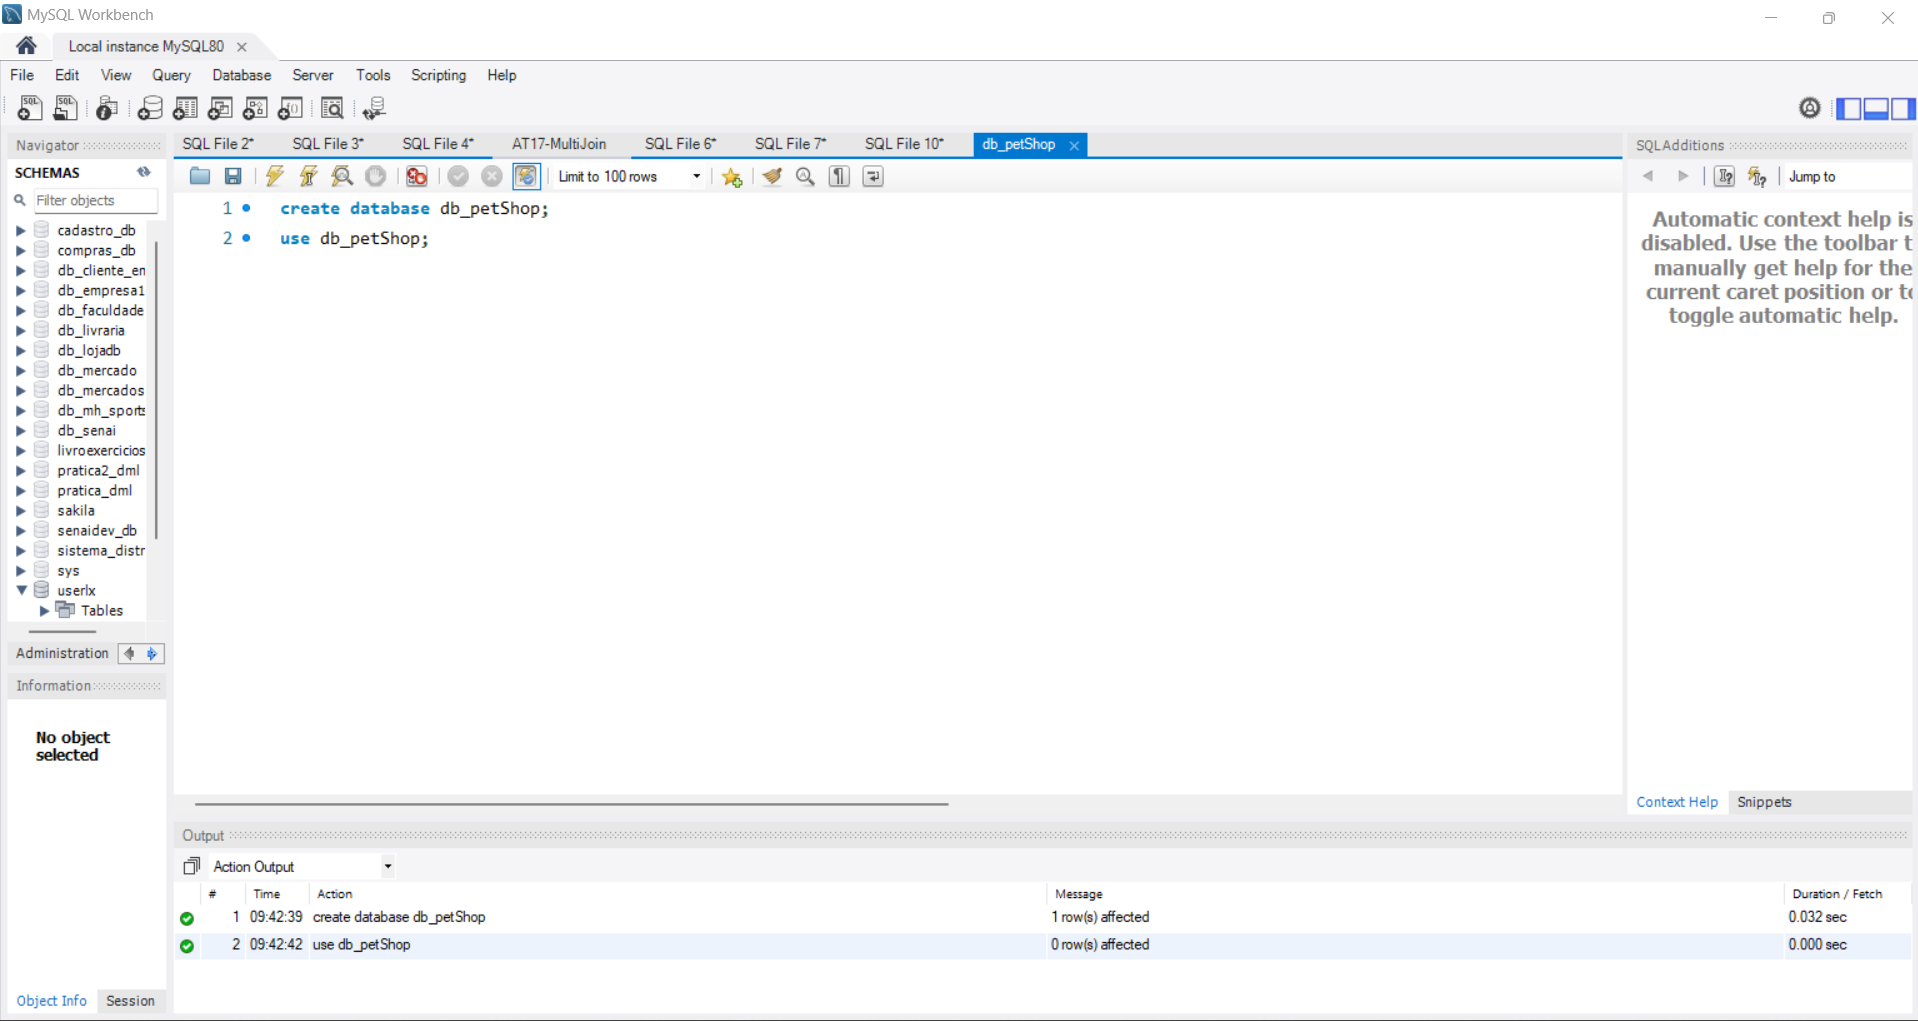 MySQL Workbench
Local instance MySQL80
File Edit View Query Database Server Tools Scripting Help
Navigator
SCHEMAS
Filter objects
cadastro_db
compras_db
db_cliente_en
db_empresa1
db_faculdade
db_livraria
db_lojadb
db_mercado
db_mercados
db_mh_sports
db_senai
livroexercicios
pratica2_dml
pratica_dml
sakila
senaidev_db
sistema_distr
sys
userlx
Tables
Administration
Information
No object
selected
Object Info Session
SQL File 2* SQL File 3* SQL File 4* AT17-MultiJoin SQL File 6* SQL File 7* SQL File 10* db_petShop
Limit to 100 rows
1 create database db_petShop;
2 use db_petShop;
SQLAdditions
Jump to
Automatic context help is
disabled. Use the toolbar t
manually get help for the
current caret position or to
toggle automatic help.
Context Help Snippets
Output
Action Output
# Time Action Message Duration / Fetch
1 09:42:39 create database db_petShop 1 row(s) affected 0.032 sec
2 09:42:42 use db_petShop 0 row(s) affected 0.000 sec